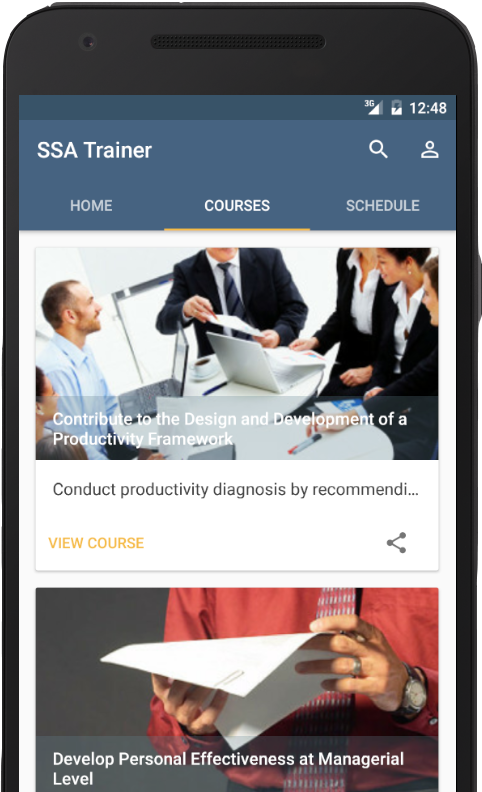 3G 12:48
SSA Trainer
HOME COURSES SCHEDULE
Contribute to the Design and Development of a
Productivity Framework
Conduct productivity diagnosis by recommendi...
VIEW COURSE
Develop Personal Effectiveness at Managerial
Level